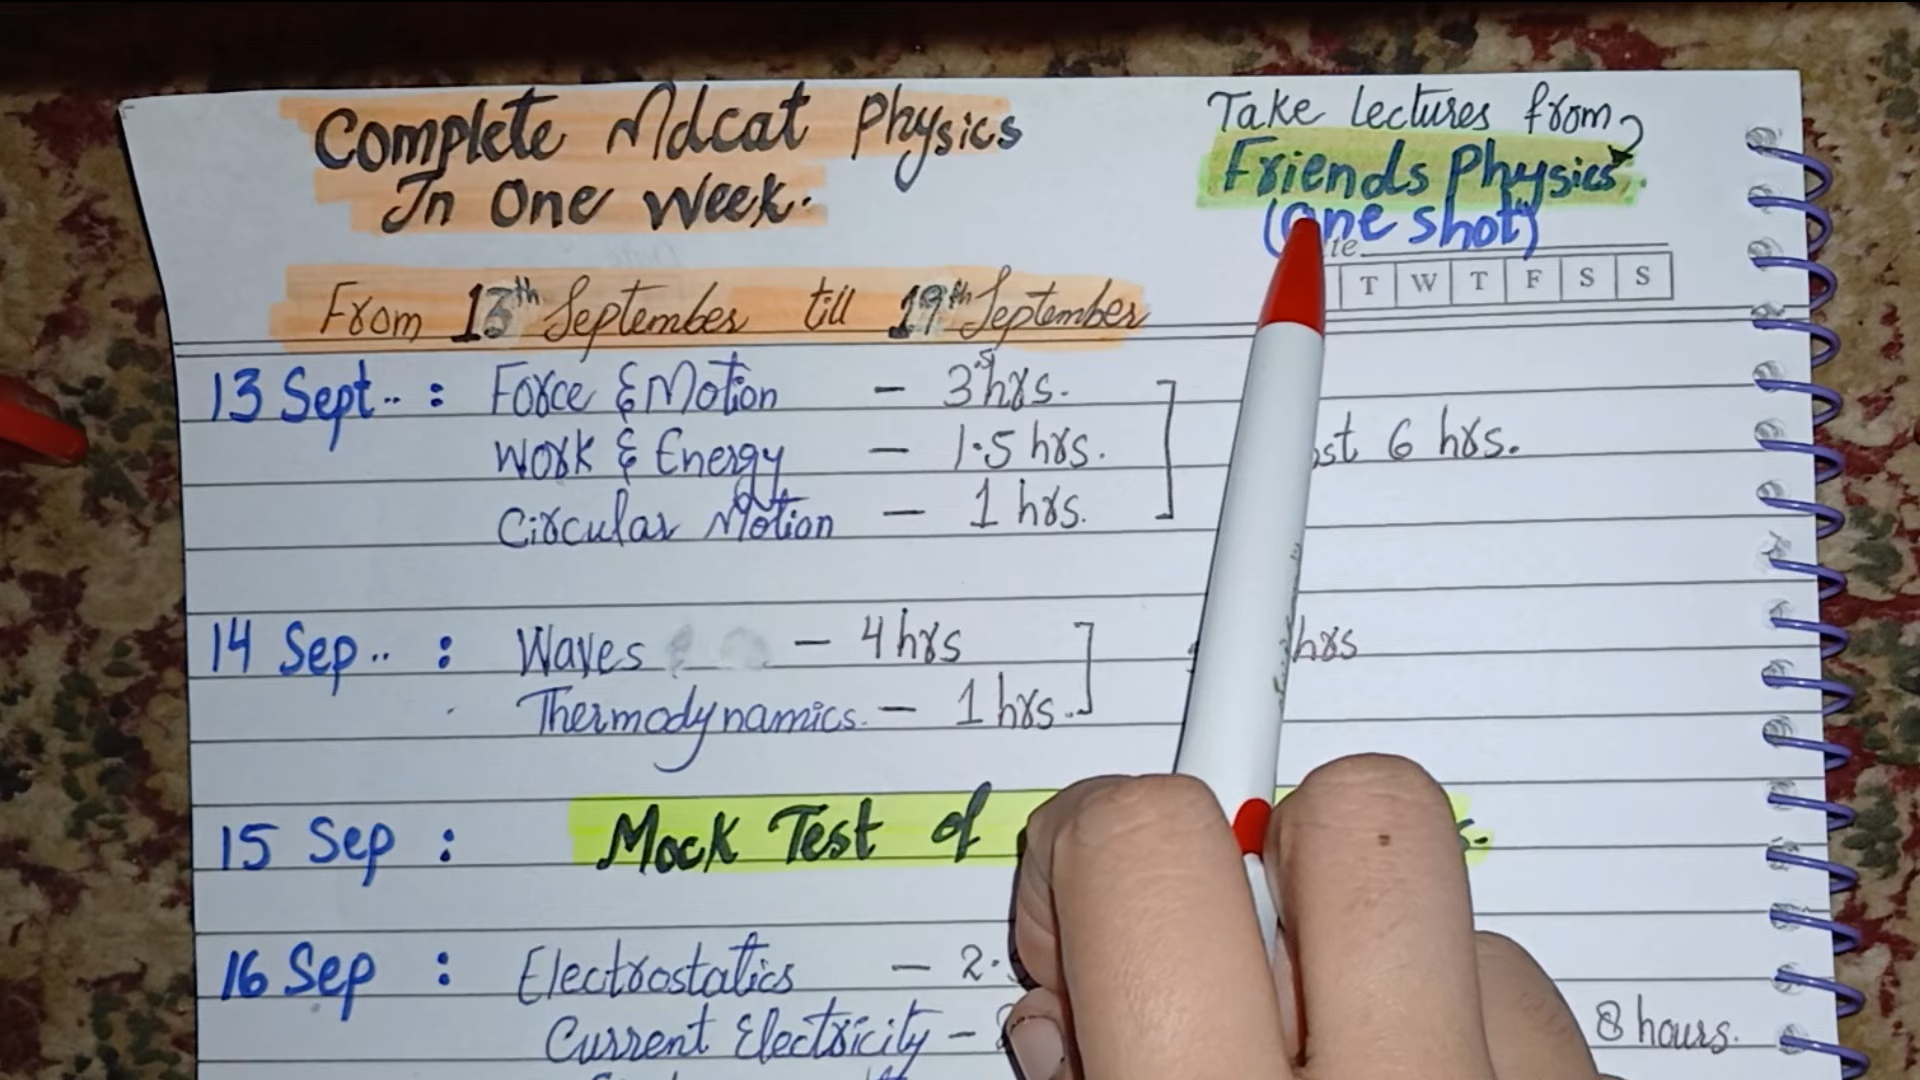 Complete Mdcat Physics
In One Week.
Take lectures from
Friends Physics
(One shot)
T W T F S S
From 13th September till 19th September
13 Sept.. : Force & Motion - 3 hrs.
Work & Energy - 1.5 hrs.
Circular Motion - 1 hrs.
6 hrs.
14 Sep.. : Waves - 4 hrs
Thermodynamics. - 1 hrs.
hrs
15 Sep : Mock Test of
16 Sep : Electrostatics - 2.
Current Electricity -
8 hours.